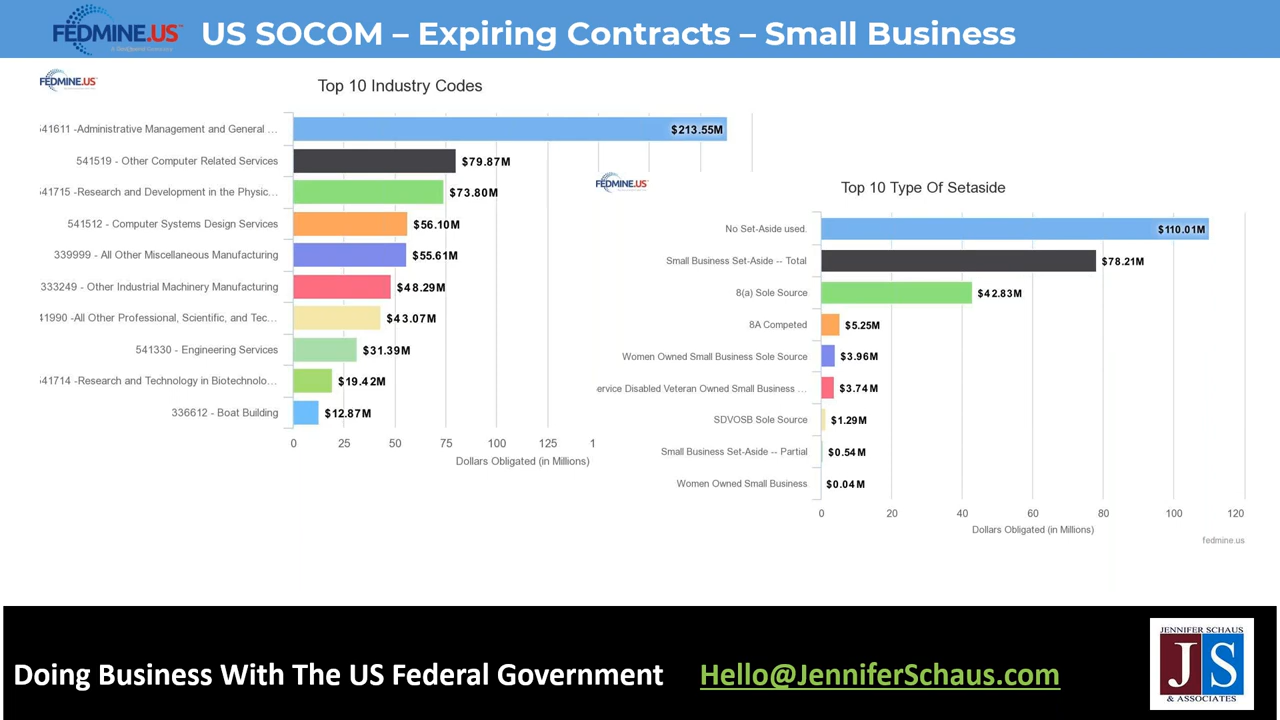 FEDMINE.US
US SOCOM – Expiring Contracts – Small Business
FEDMINE.US
Top 10 Industry Codes
541611 -Administrative Management and General ...
$213.55M
541519 - Other Computer Related Services
$79.87M
41715 -Research and Development in the Physic...
$73.80M
541512 - Computer Systems Design Services
$56.10M
339999 - All Other Miscellaneous Manufacturing
$55.61M
333249 - Other Industrial Machinery Manufacturing
$48.29M
41990 -All Other Professional, Scientific, and Tec...
$43.07M
541330 - Engineering Services
$31.39M
41714 -Research and Technology in Biotechnolo...
$19.42M
336612 - Boat Building
$12.87M
0 25 50 75 100 125 1
Dollars Obligated (in Millions)
FEDMINE.US
Top 10 Type Of Setaside
No Set-Aside used.
$110.01M
Small Business Set-Aside -- Total
$78.21M
8(a) Sole Source
$42.83M
8A Competed
$5.25M
Women Owned Small Business Sole Source
$3.96M
ervice Disabled Veteran Owned Small Business ...
$3.74M
SDVOSB Sole Source
$1.29M
Small Business Set-Aside -- Partial
$0.54M
Women Owned Small Business
$0.04M
0 20 40 60 80 100 120
Dollars Obligated (in Millions)
fedmine.us
Doing Business With The US Federal Government
Hello@JenniferSchaus.com
JENNIFER SCHAUS
JS
& ASSOCIATES